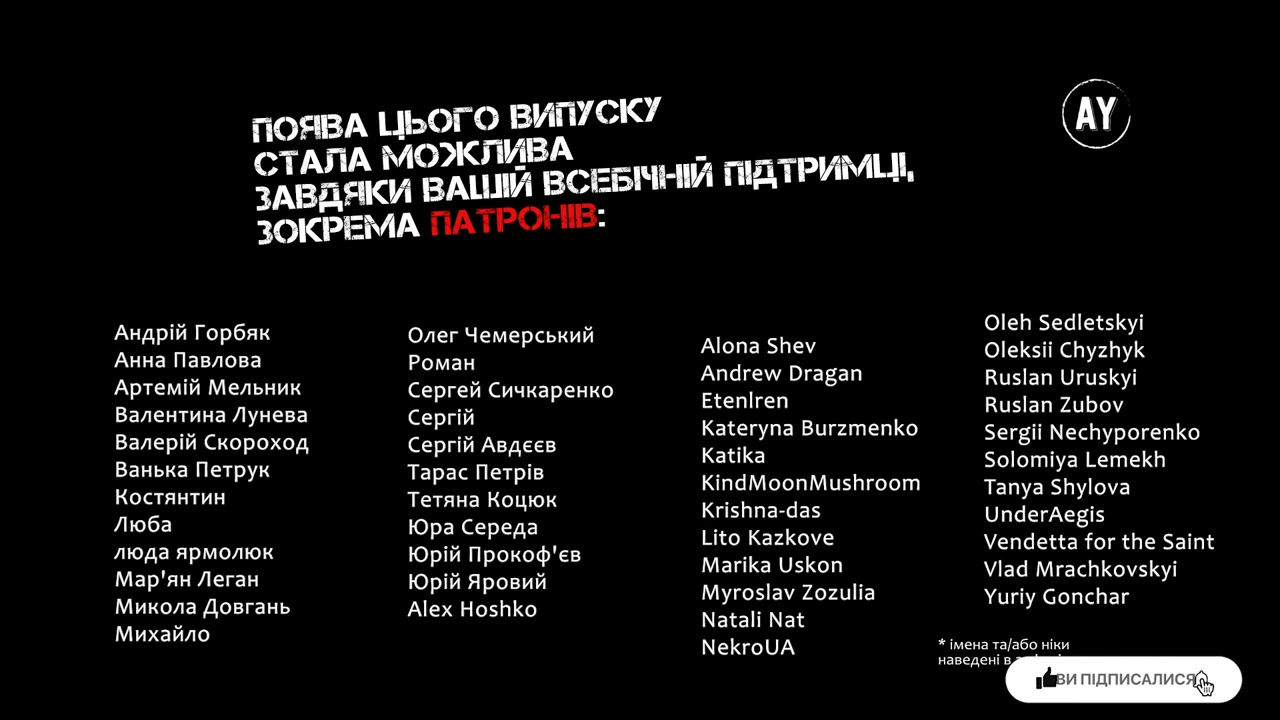 ПОЯВА ЦЬОГО ВИПУСКУ
СТАЛА МОЖЛИВА
ЗАВДЯКИ ВАШІЙ ВСЕБІЧНІЙ ПІДТРИМЦІ,
ЗОКРЕМА ПАТРОНІВ:
АУ
Андрій Горбяк
Анна Павлова
Артемій Мельник
Валентина Лунева
Валерій Скороход
Ванька Петрук
Костянтин
Люба
люда ярмолюк
Мар'ян Леган
Микола Довгань
Михайло
Олег Чемерський
Роман
Сергей Сичкаренко
Сергій
Сергій Авдєєв
Тарас Петрів
Тетяна Коцюк
Юра Середа
Юрій Прокоф'єв
Юрій Яровий
Alex Hoshko
Alona Shev
Andrew Dragan
Etenlren
Kateryna Burzmenko
Katika
KindMoonMushroom
Krishna-das
Lito Kazkove
Marika Uskon
Myroslav Zozulia
Natali Nat
NekroUA
Oleh Sedletskyi
Oleksii Chyzhyk
Ruslan Uruskyi
Ruslan Zubov
Sergii Nechyporenko
Solomiya Lemekh
Tanya Shylova
UnderAegis
Vendetta for the Saint
Vlad Mrachkovskyi
Yuriy Gonchar
* імена та/або ніки
наведені в
ВИ ПІДПИСАЛИСЯ